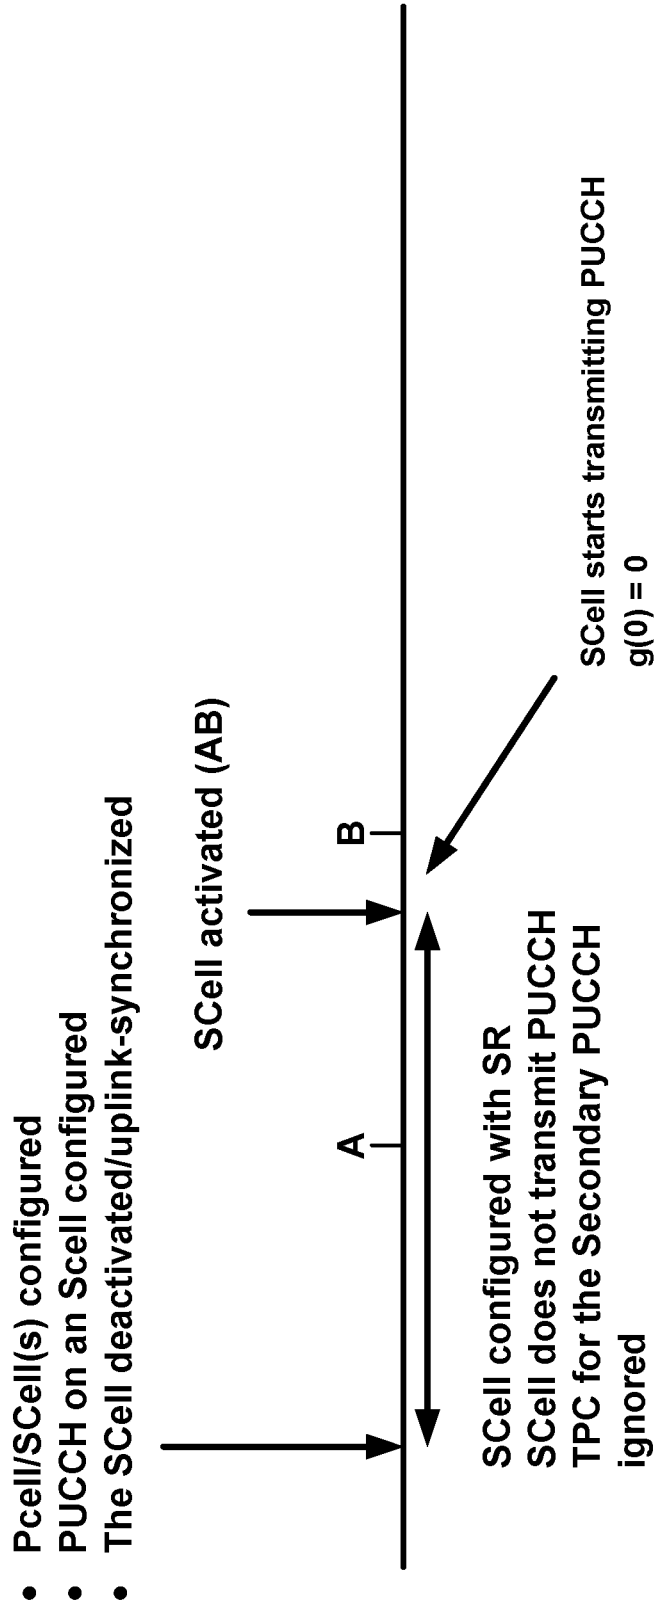 • Pcell/SCell(s) configured
• PUCCH on an Scell configured
• The SCell deactivated/uplink-synchronized
SCell activated (AB)
A
B
SCell configured with SR
SCell does not transmit PUCCH
TPC for the Secondary PUCCH
ignored
SCell starts transmitting PUCCH
g(0) = 0